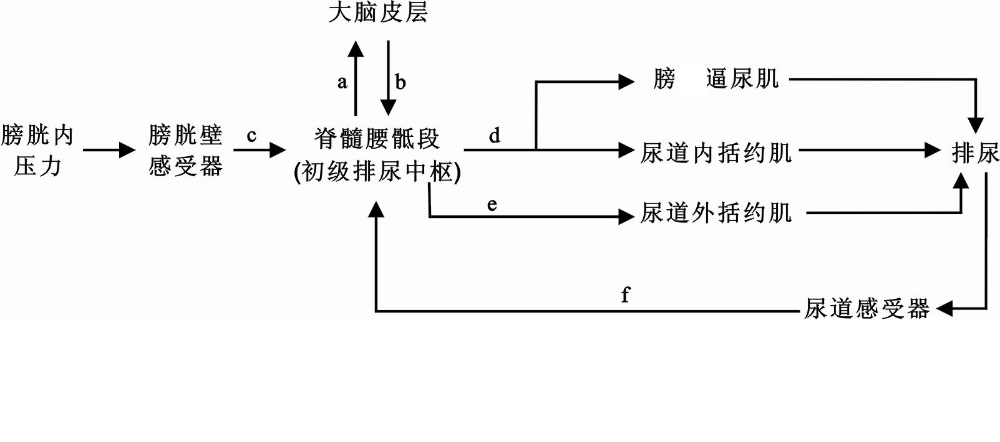 大脑皮层
a
b
膀 逼尿肌
膀胱内
压力
膀胱壁
感受器
c
脊髓腰骶段
(初级排尿中枢)
d
尿道内括约肌
排尿
e
尿道外括约肌
f
尿道感受器